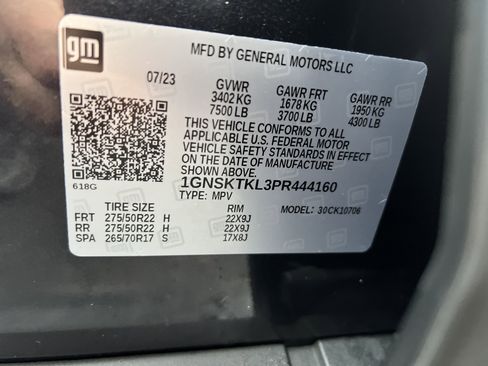 gm
MFD BY GENERAL MOTORS LLC
07/23
GVWR GAWR FRT GAWR RR
3402 KG 1678 KG 1950 KG
7500 LB 3700 LB 4300 LB
THIS VEHICLE CONFORMS TO ALL
APPLICABLE U.S. FEDERAL MOTOR
VEHICLE SAFETY STANDARDS IN EFFECT
ON THE DATE OF MANUFACTURE
SHOWN ABOVE.
1GNSKTKL3PR444160
618G
TYPE: MPV MODEL: 30CK10706
TIRE SIZE RIM
FRT 275/50R22 H 22X9J
RR 275/50R22 H 22X9J
SPA 265/70R17 S 17X8J